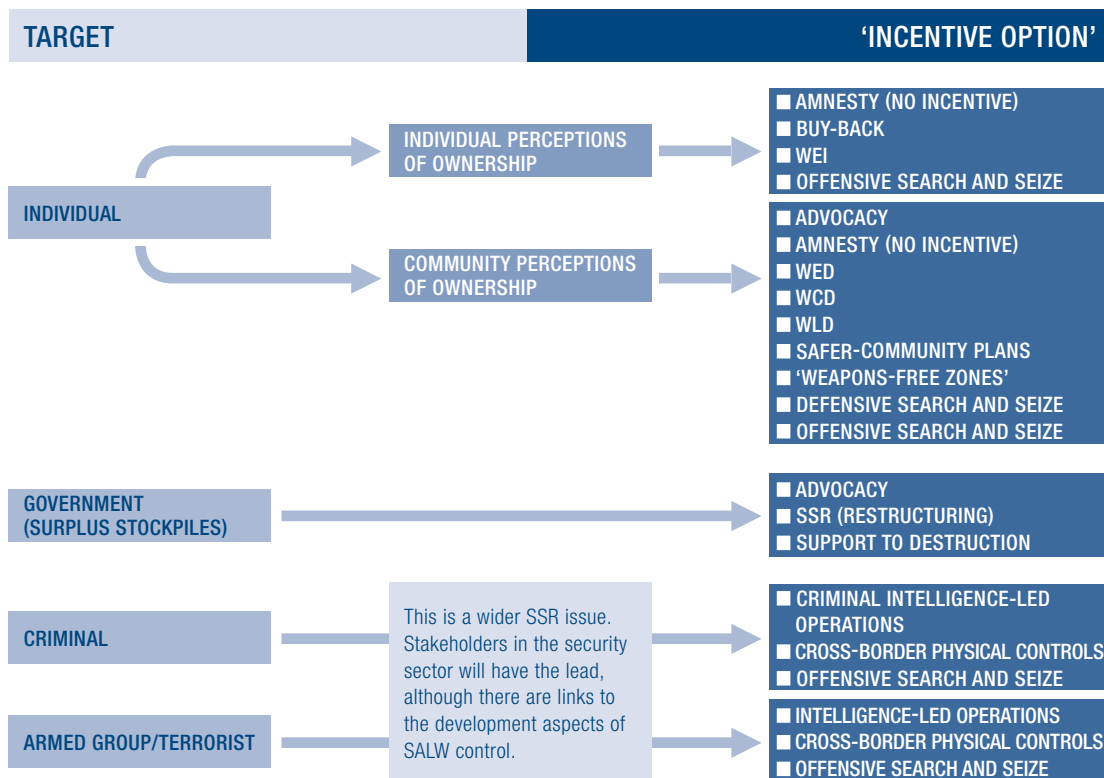 TARGET
‘INCENTIVE OPTION’
INDIVIDUAL
INDIVIDUAL PERCEPTIONS
OF OWNERSHIP
■ AMNESTY (NO INCENTIVE)
■ BUY-BACK
■ WEI
■ OFFENSIVE SEARCH AND SEIZE
COMMUNITY PERCEPTIONS
OF OWNERSHIP
■ ADVOCACY
■ AMNESTY (NO INCENTIVE)
■ WED
■ WCD
■ WLD
■ SAFER-COMMUNITY PLANS
■ ‘WEAPONS-FREE ZONES’
■ DEFENSIVE SEARCH AND SEIZE
■ OFFENSIVE SEARCH AND SEIZE
GOVERNMENT
(SURPLUS STOCKPILES)
■ ADVOCACY
■ SSR (RESTRUCTURING)
■ SUPPORT TO DESTRUCTION
CRIMINAL
This is a wider SSR issue.
Stakeholders in the security
sector will have the lead,
although there are links to
the development aspects of
SALW control.
■ CRIMINAL INTELLIGENCE-LED
OPERATIONS
■ CROSS-BORDER PHYSICAL CONTROLS
■ OFFENSIVE SEARCH AND SEIZE
ARMED GROUP/TERRORIST
■ INTELLIGENCE-LED OPERATIONS
■ CROSS-BORDER PHYSICAL CONTROLS
■ OFFENSIVE SEARCH AND SEIZE